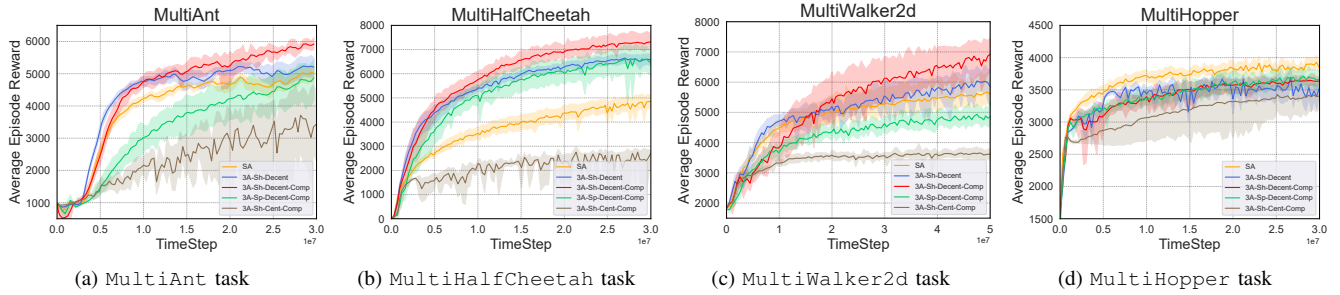 MultiAnt
Average Episode Reward
6000
5000
4000
3000
2000
1000
SA
3A-Sh-Decent
3A-Sh-Decent-Comp
3A-Sp-Decent-Comp
3A-Sh-Cent-Comp
0.0 0.5 1.0 1.5 2.0 2.5 3.0
TimeStep
1e7
(a) MultiAnt task
MultiHalfCheetah
Average Episode Reward
8000
7000
6000
5000
4000
3000
2000
1000
0
SA
3A-Sh-Decent
3A-Sh-Decent-Comp
3A-Sp-Decent-Comp
3A-Sh-Cent-Comp
0.0 0.5 1.0 1.5 2.0 2.5 3.0
TimeStep
1e7
(b) MultiHalfCheetah task
MultiWalker2d
Average Episode Reward
8000
7000
6000
5000
4000
3000
2000
SA
3A-Sh-Decent
3A-Sh-Decent-Comp
3A-Sp-Decent-Comp
3A-Sh-Cent-Comp
0 1 2 3 4 5
TimeStep
1e7
(c) MultiWalker2d task
MultiHopper
Average Episode Reward
4500
4000
3500
3000
2500
2000
1500
SA
3A-Sh-Decent
3A-Sh-Decent-Comp
3A-Sp-Decent-Comp
3A-Sh-Cent-Comp
0.0 0.5 1.0 1.5 2.0 2.5 3.0
TimeStep
1e7
(d) MultiHopper task